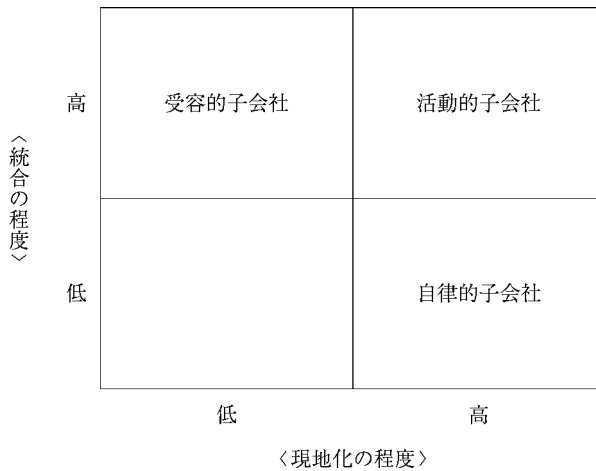 高
受容的子会社
活動的子会社
〈統合の程度〉
低
自律的子会社
低
高
〈現地化の程度〉